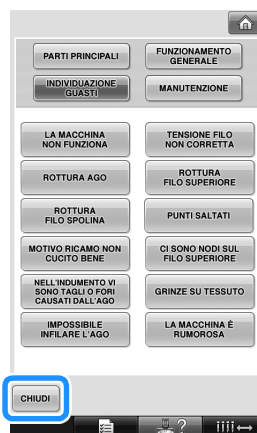 PARTI PRINCIPALI
FUNZIONAMENTO
GENERALE
INDIVIDUAZIONE
GUASTI
MANUTENZIONE
LA MACCHINA
NON FUNZIONA
TENSIONE FILO
NON CORRETTA
ROTTURA AGO
ROTTURA
FILO SUPERIORE
ROTTURA
FILO SPOLINA
PUNTI SALTATI
MOTIVO RICAMO NON
CUCITO BENE
CI SONO NODI SUL
FILO SUPERIORE
NELL'INDUMENTO VI
SONO TAGLI O FORI
CAUSATI DALL'AGO
GRINZE SU TESSUTO
IMPOSSIBILE
INFILARE L'AGO
LA MACCHINA È
RUMOROSA
CHIUDI
?